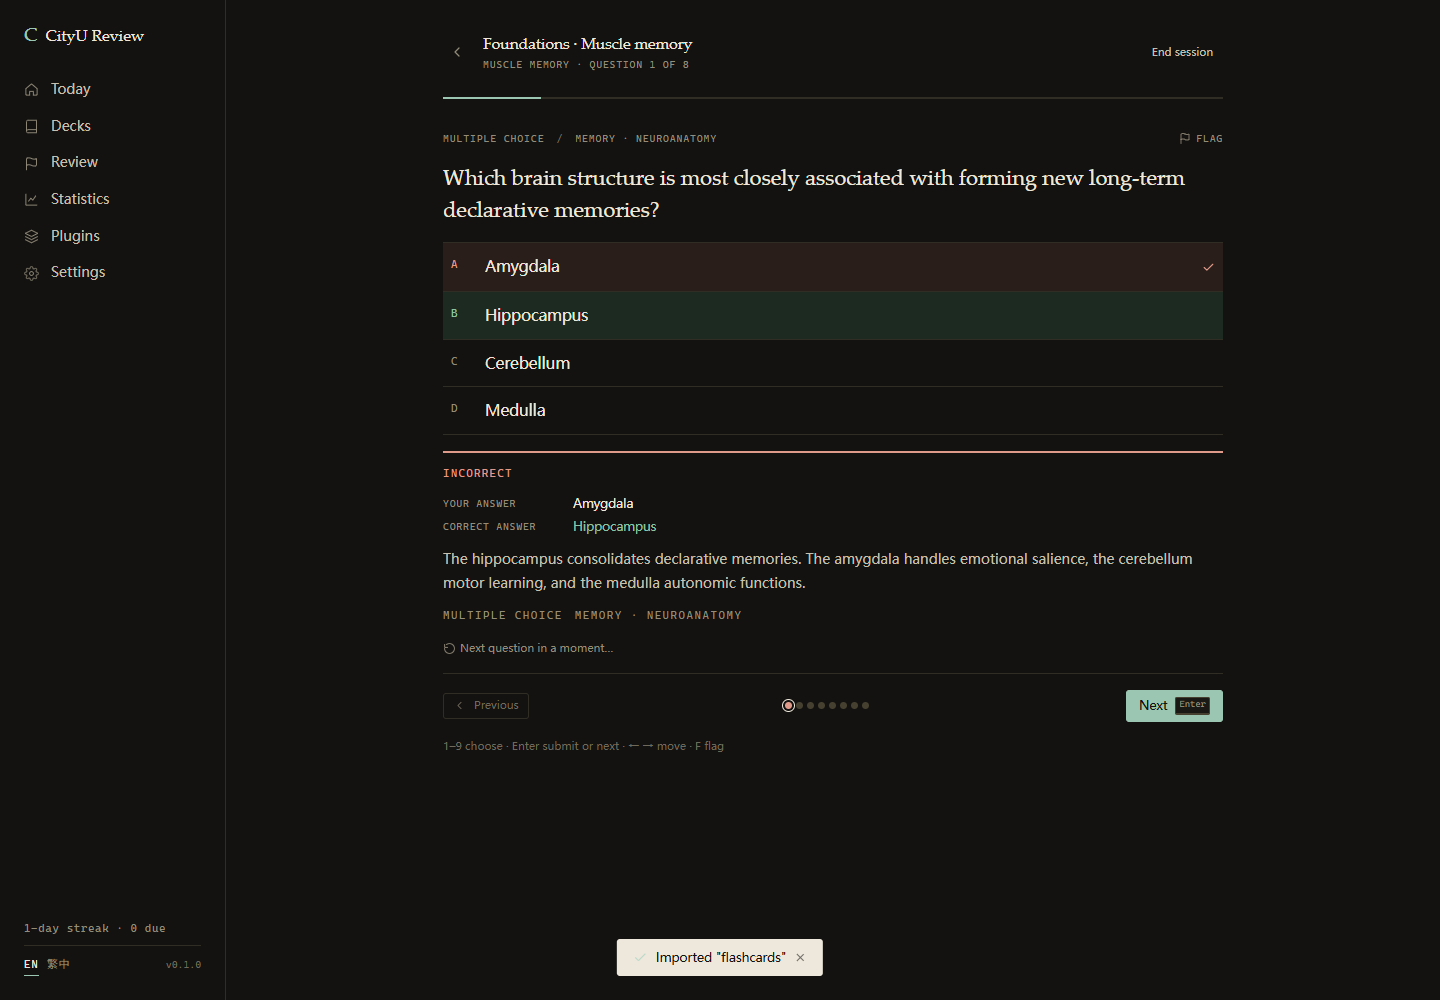 C CityU Review
Today
Decks
Review
Statistics
Plugins
Settings
1-day streak · 0 due
EN 繁中 v0.1.0
Foundations · Muscle memory
MUSCLE MEMORY · QUESTION 1 OF 8
End session
MULTIPLE CHOICE / MEMORY · NEUROANATOMY
FLAG
Which brain structure is most closely associated with forming new long-term
declarative memories?
A Amygdala
B Hippocampus
C Cerebellum
D Medulla
INCORRECT
YOUR ANSWER Amygdala
CORRECT ANSWER Hippocampus
The hippocampus consolidates declarative memories. The amygdala handles emotional salience, the cerebellum
motor learning, and the medulla autonomic functions.
MULTIPLE CHOICE MEMORY · NEUROANATOMY
Next question in a moment...
Previous
Next Enter
1–9 choose · Enter submit or next · ← → move · F flag
Imported "flashcards"